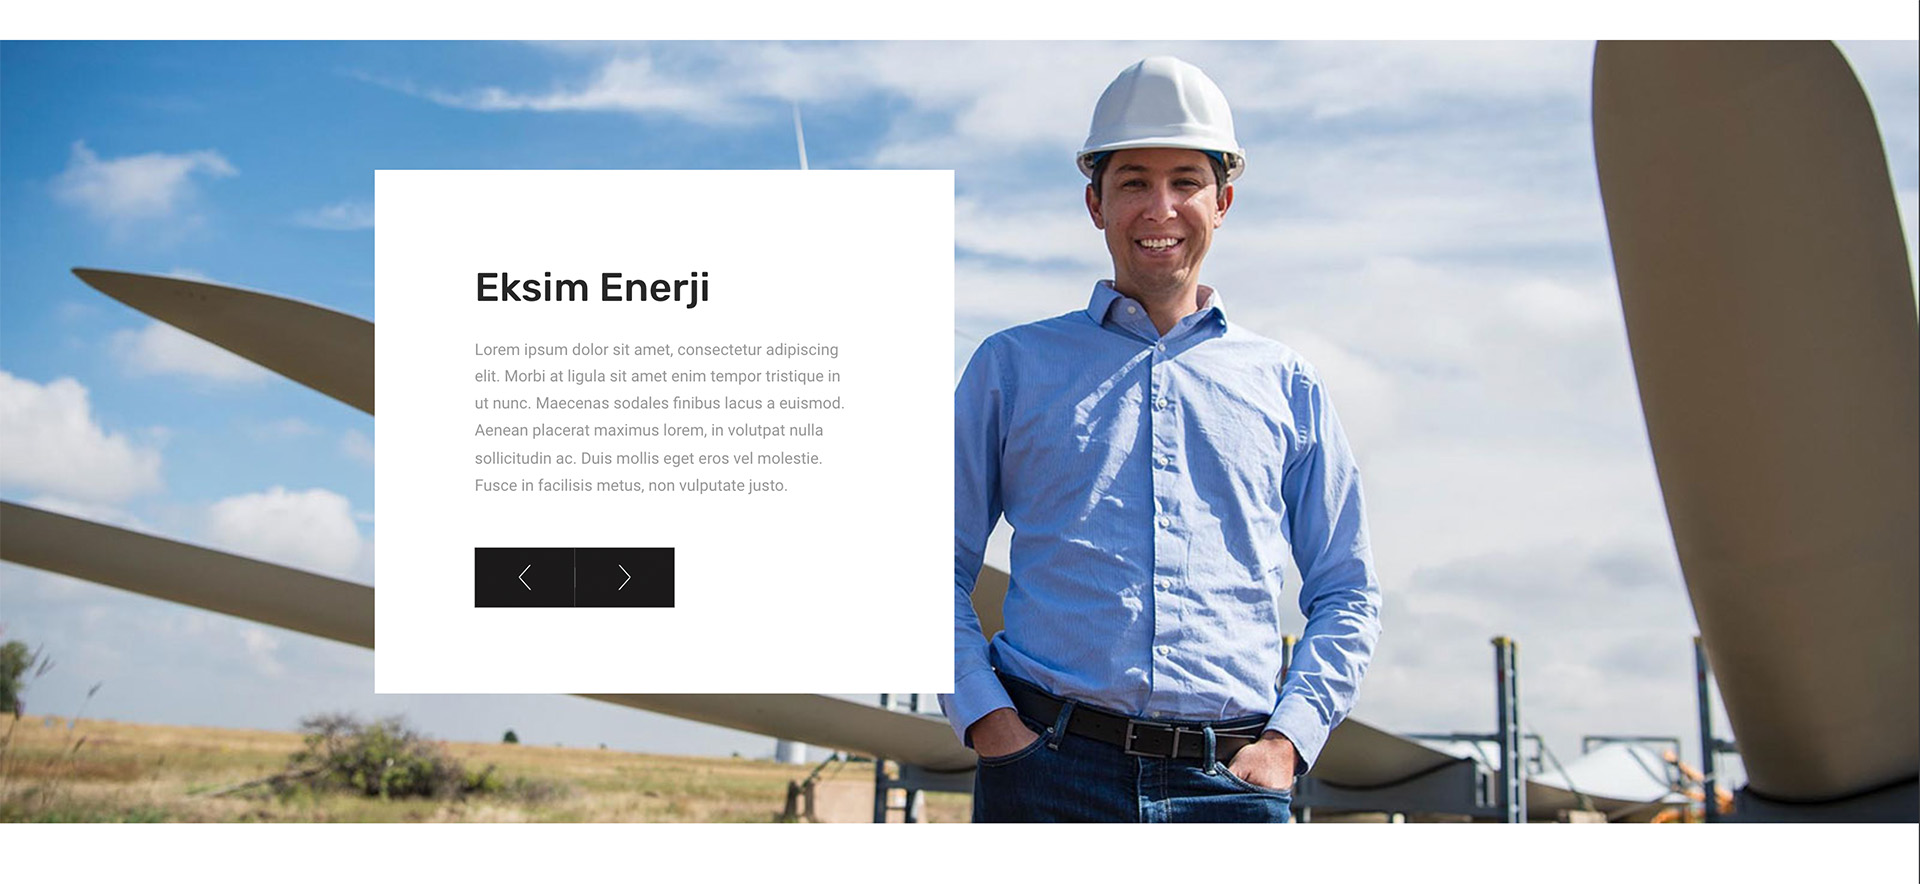 Eksim Enerji
Lorem ipsum dolor sit amet, consectetur adipiscing
elit. Morbi at ligula sit amet enim tempor tristique in
ut nunc. Maecenas sodales finibus lacus a euismod.
Aenean placerat maximus lorem, in volutpat nulla
sollicitudin ac. Duis mollis eget eros vel molestie.
Fusce in facilisis metus, non vulputate justo.